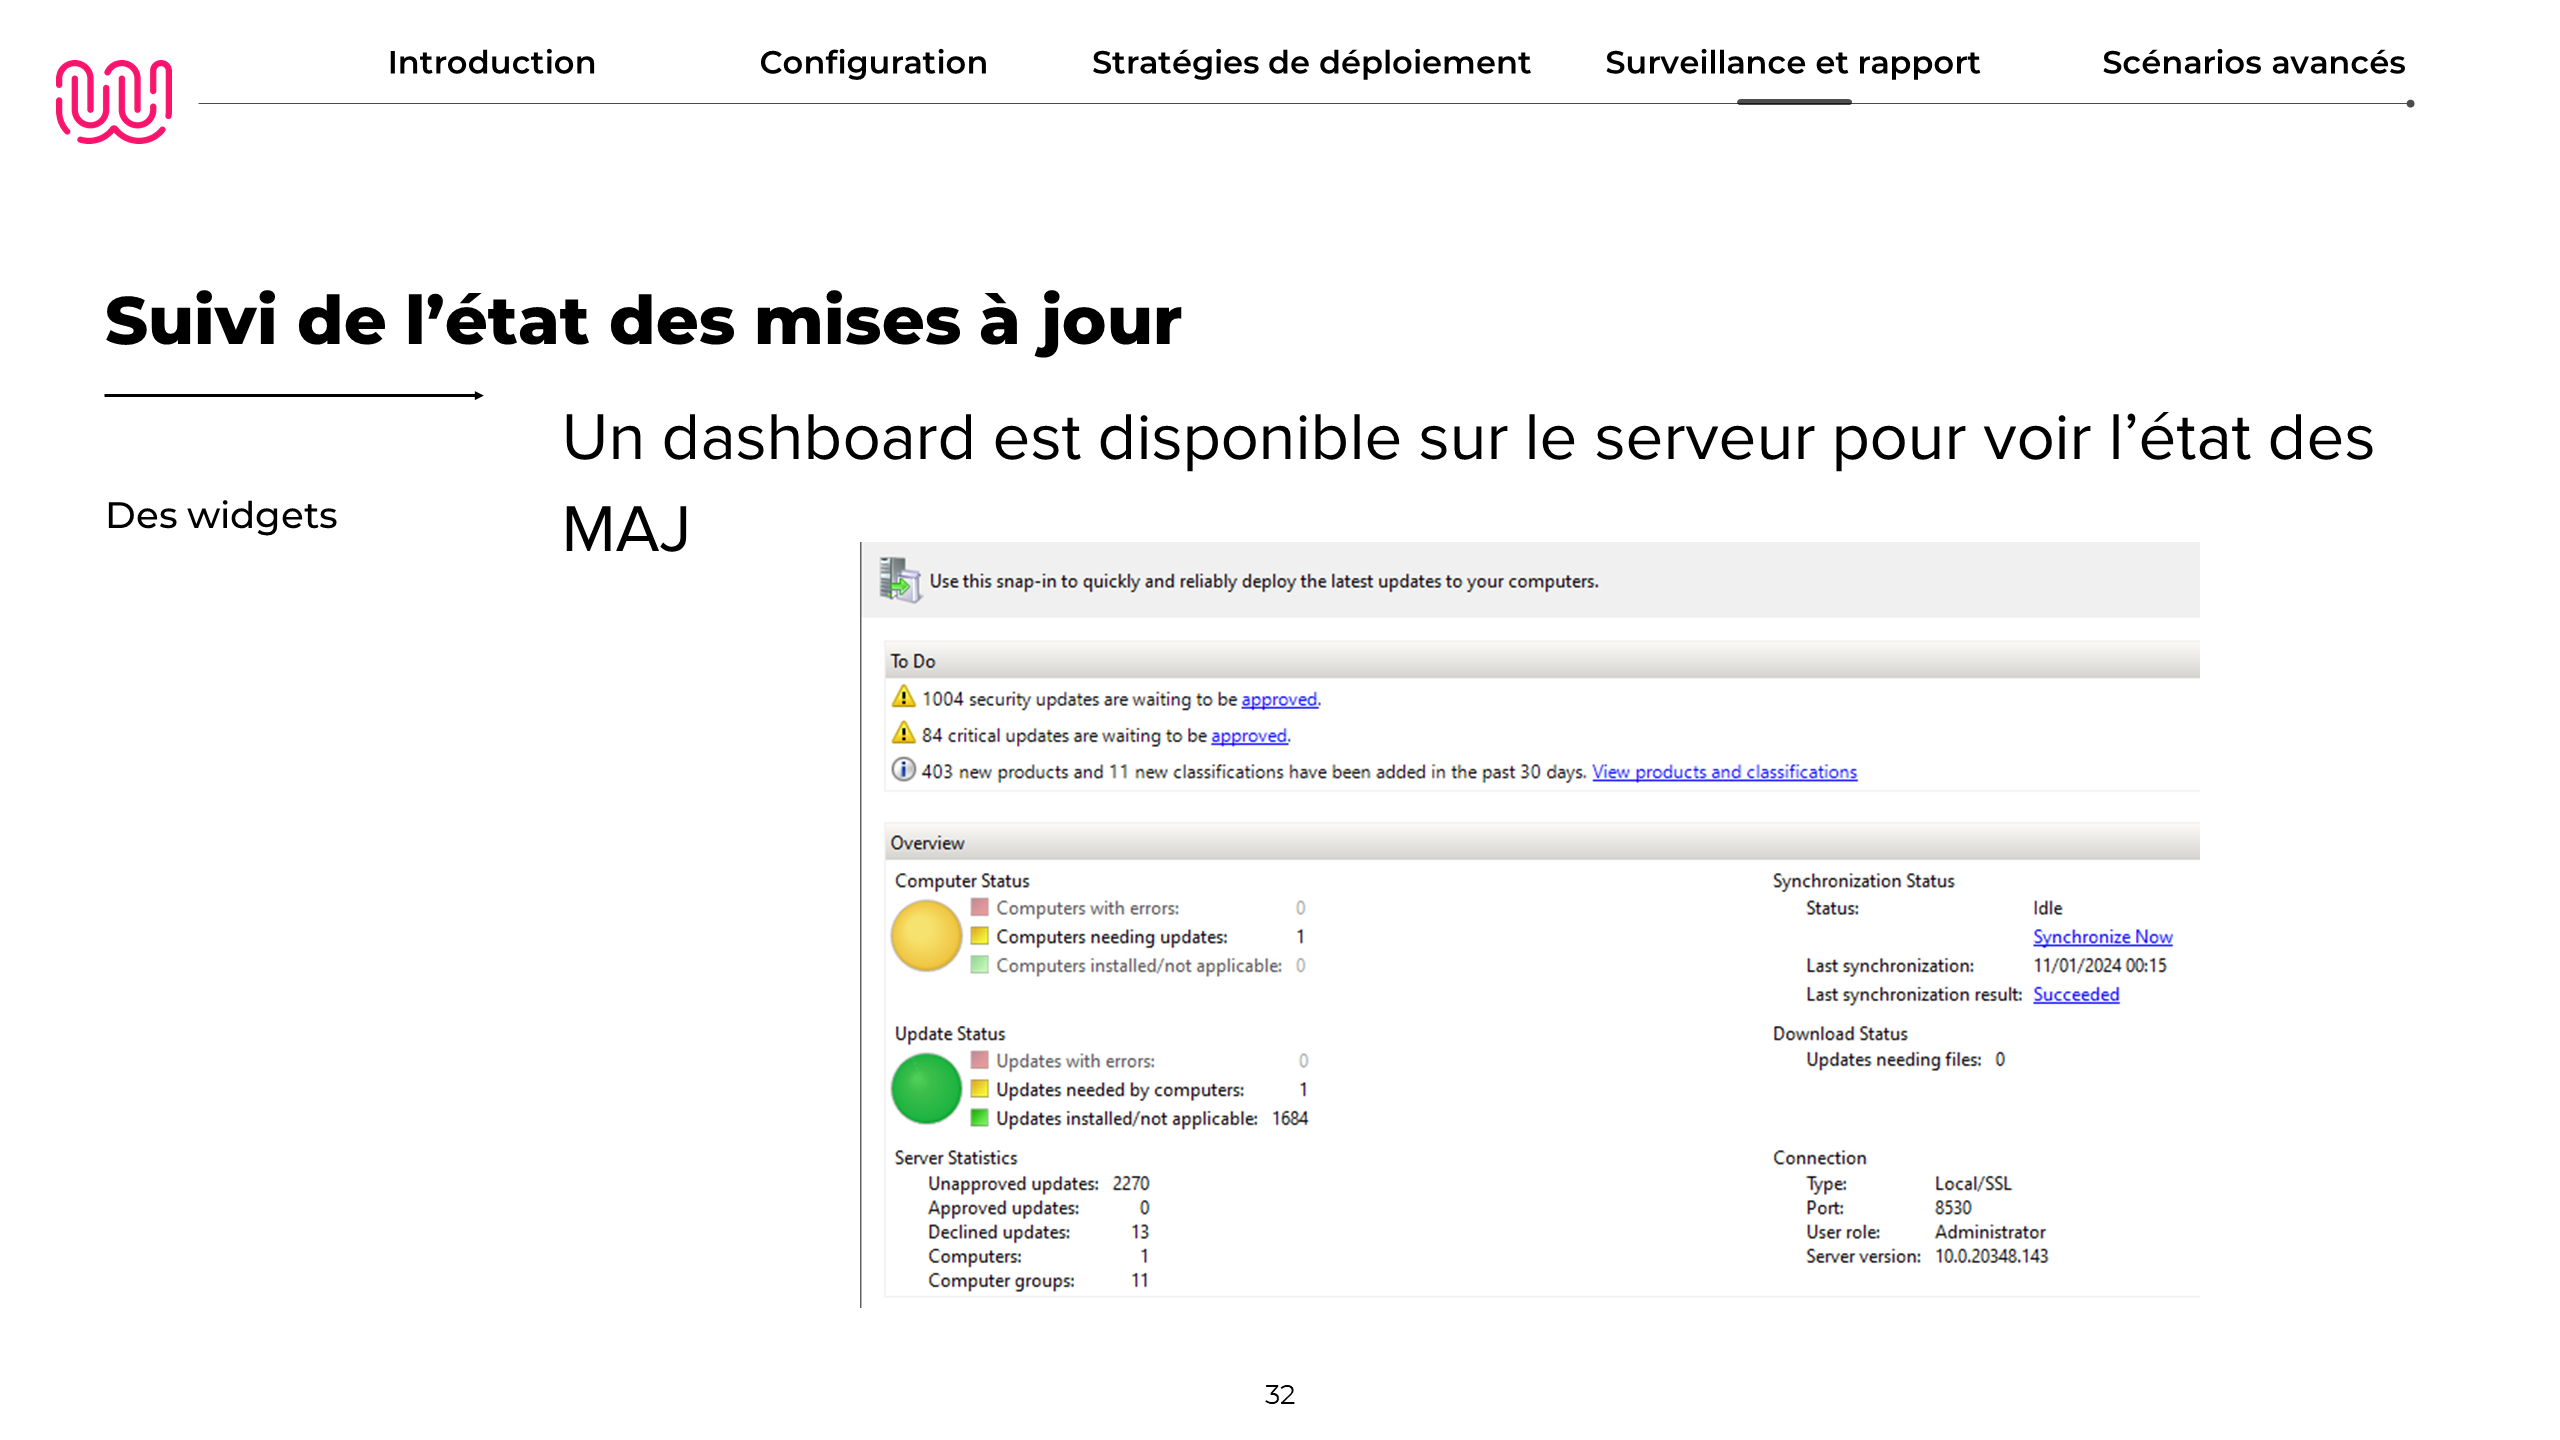 Introduction
Configuration
Stratégies de déploiement
Surveillance et rapport
Scénarios avancés
Suivi de l’état des mises à jour
Des widgets
Un dashboard est disponible sur le serveur pour voir l’état des
MAJ
Use this snap-in to quickly and reliably deploy the latest updates to your computers.
To Do
1004 security updates are waiting to be approved.
84 critical updates are waiting to be approved.
403 new products and 11 new classifications have been added in the past 30 days. View products and classifications
Overview
Computer Status
Computers with errors: 0
Computers needing updates: 1
Computers installed/not applicable: 0
Update Status
Updates with errors: 0
Updates needed by computers: 1
Updates installed/not applicable: 1684
Server Statistics
Unapproved updates: 2270
Approved updates: 0
Declined updates: 13
Computers: 1
Computer groups: 11
Synchronization Status
Status: Idle
Synchronize Now
Last synchronization: 11/01/2024 00:15
Last synchronization result: Succeeded
Download Status
Updates needing files: 0
Connection
Type: Local/SSL
Port: 8530
User role: Administrator
Server version: 10.0.20348.143
32